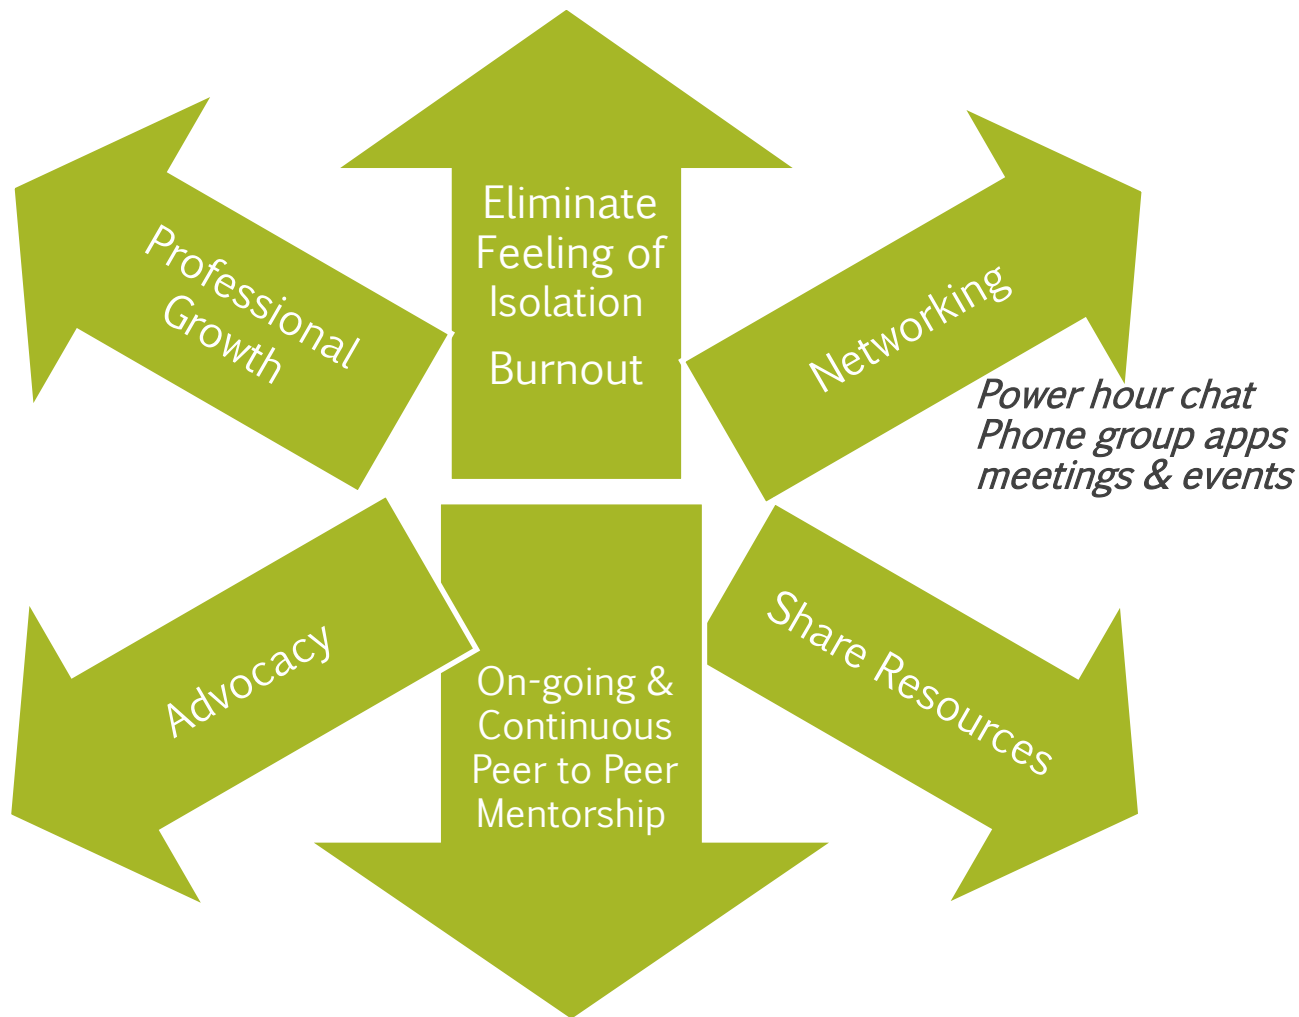 Eliminate
Feeling of
Isolation
Burnout
Networking
Power hour chat
Phone group apps
meetings & events
Share Resources
On-going &
Continuous
Peer to Peer
Mentorship
Advocacy
Professional
Growth